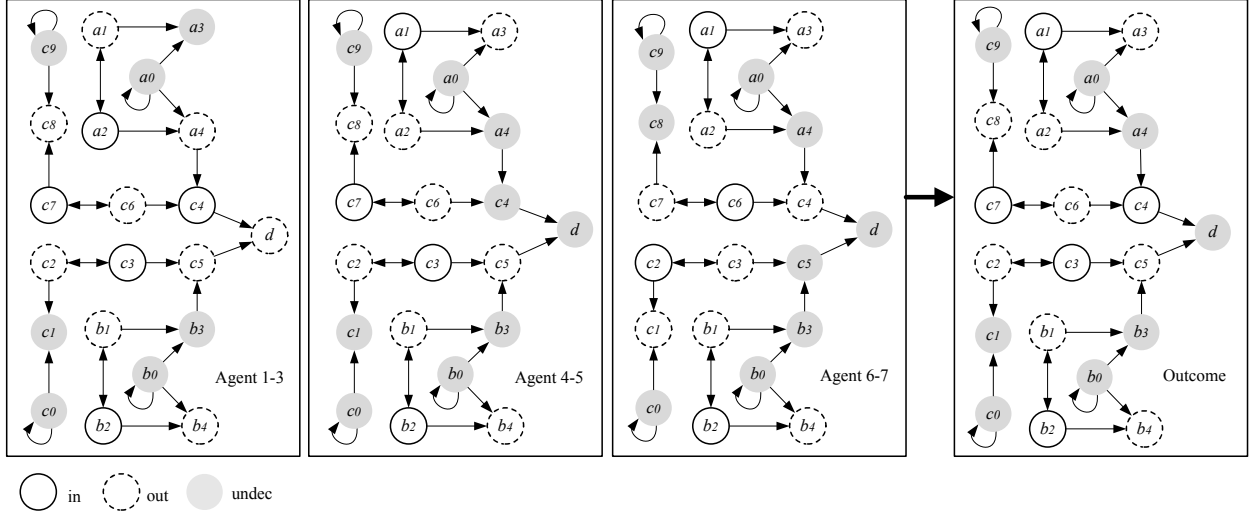 c9 a1 a3
a0
c8 a2 a4
c7 c6 c4
d
c2 c3 c5
c1 b1 b3
b0
c0 b2 b4
Agent 1-3
c9 a1 a3
a0
c8 a2 a4
c7 c6 c4
d
c2 c3 c5
c1 b1 b3
b0
c0 b2 b4
Agent 4-5
c9 a1 a3
a0
c8 a2 a4
c7 c6 c4
d
c2 c3 c5
c1 b1 b3
b0
c0 b2 b4
Agent 6-7
c9 a1 a3
a0
c8 a2 a4
c7 c6 c4
d
c2 c3 c5
c1 b1 b3
b0
c0 b2 b4
Outcome
in out undec